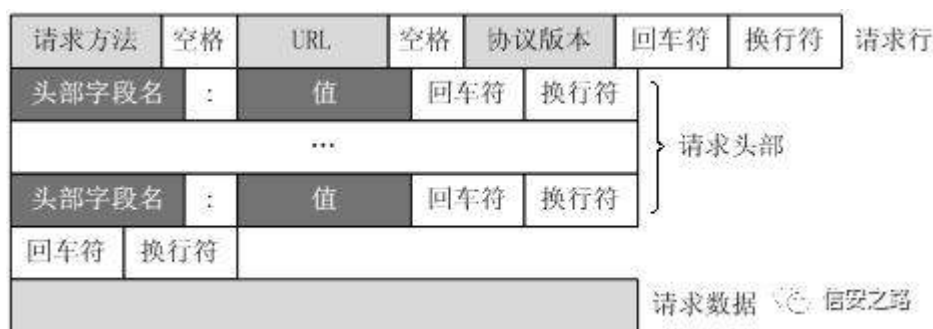 请求方法 空格 URL 空格 协议版本 回车符 换行符 请求行
头部字段名 : 值 回车符 换行符
… 请求头部
头部字段名 : 值 回车符 换行符
回车符 换行符
请求数据 信安之路